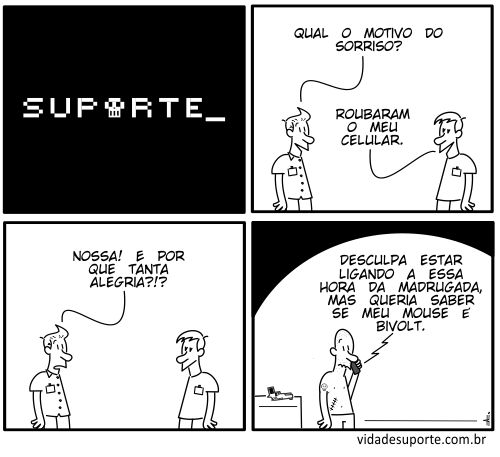 SUPORTE_
QUAL O MOTIVO DO
SORRISO?
ROUBARAM
O MEU
CELULAR.
NOSSA! E POR
QUE TANTA
ALEGRIA?!?
DESCULPA ESTAR
LIGANDO A ESSA
HORA DA MADRUGADA,
MAS QUERIA SABER
SE MEU MOUSE É
BIVOLT.
vidadesuporte.com.br